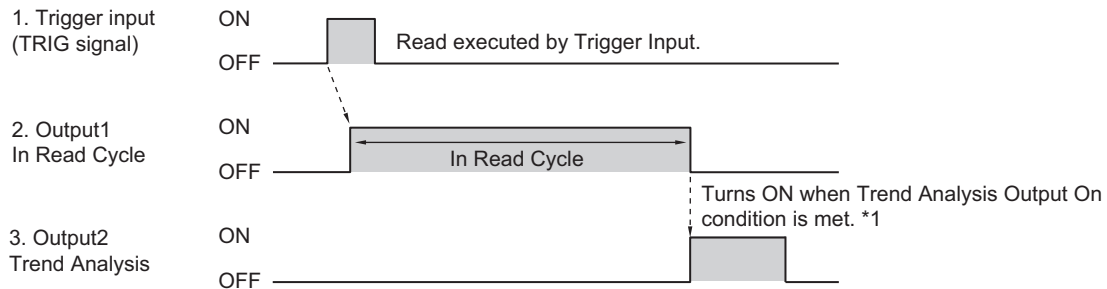 1. Trigger input
(TRIG signal)
ON
OFF
Read executed by Trigger Input.
2. Output1
In Read Cycle
ON
OFF
In Read Cycle
Turns ON when Trend Analysis Output On
condition is met. *1
3. Output2
Trend Analysis
ON
OFF